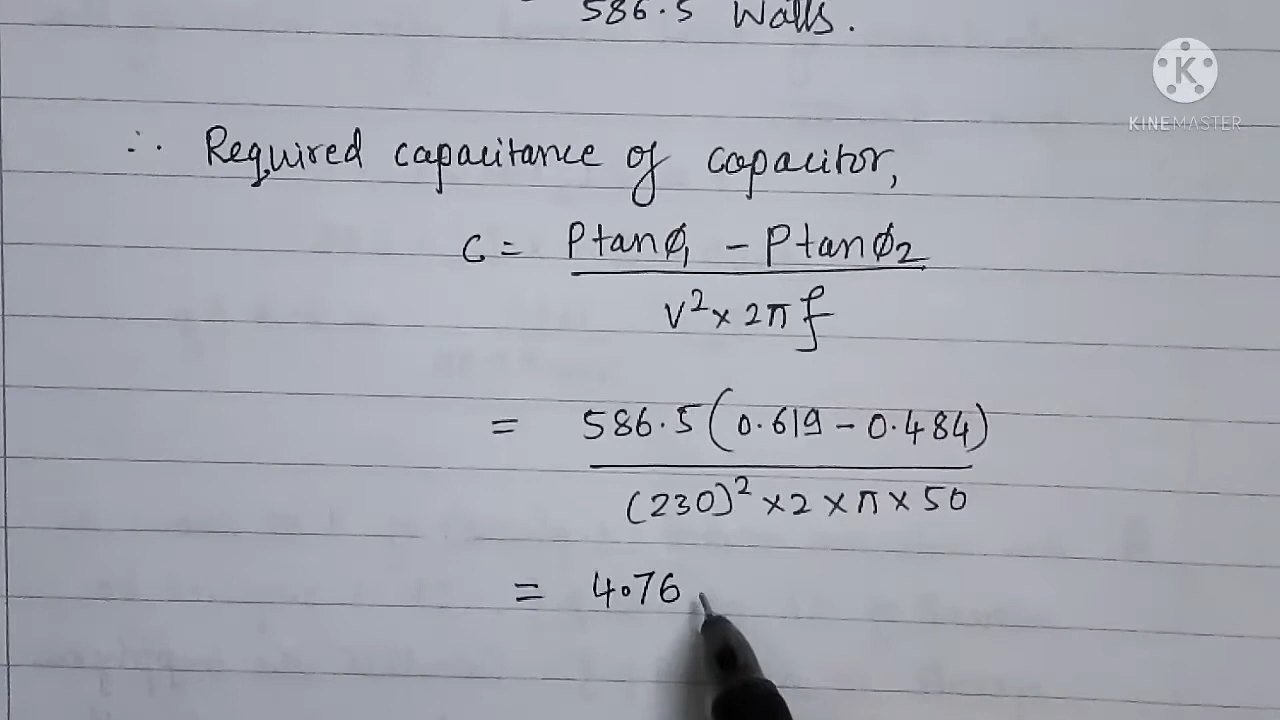 586.5 Watts.
K
KINEMASTER
∴ Required capacitance of capacitor,
C = Ptanϕ₁ - Ptanϕ₂
V² × 2π f
= 586.5 (0.619 - 0.484)
(230)² × 2 × π × 50
= 4.76